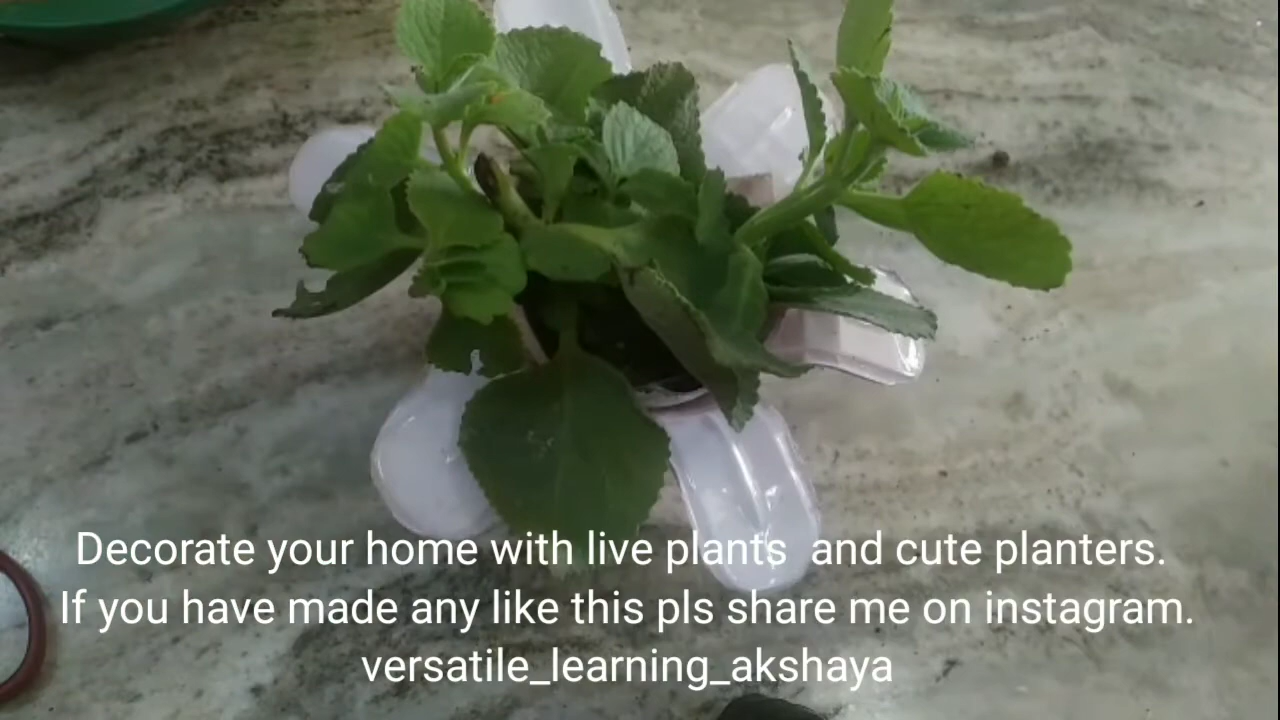 Decorate your home with live plants  and cute planters.
If you have made any like this pls share me on instagram.
versatile_learning_akshaya